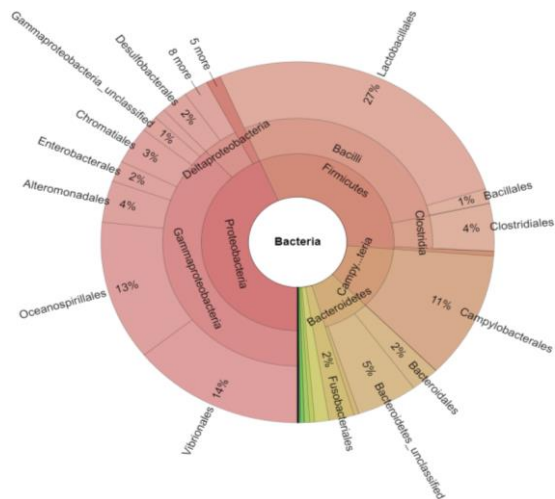 Bacteria
Proteobacteria
Firmicutes
Campy...teria
Bacteroidetes
Gammaproteobacteria
Deltaproteobacteria
Bacilli
Clostridia
5 more
8 more
Desulfobacterales
2%
Gammaproteobacteria_unclassified
1%
Chromatiales
3%
Enterobacterales
2%
Alteromonadales
4%
Oceanospirillales
13%
Vibrionales
14%
Lactobacillales
27%
Bacillales
1%
Clostridiales
4%
Campylobacterales
11%
Bacteroidales
2%
Bacteroidetes_unclassified
5%
Fusobacteriales
2%